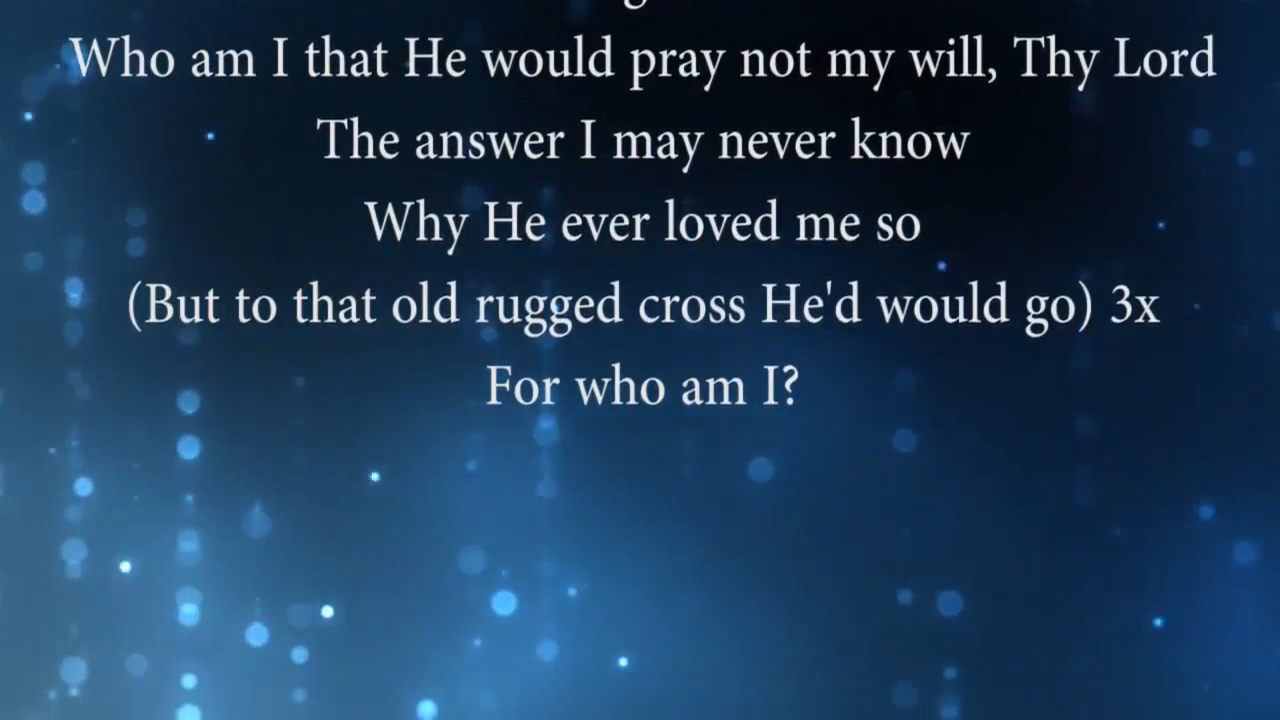 Who am I that He would pray not my will, Thy Lord
The answer I may never know
Why He ever loved me so
(But to that old rugged cross He'd would go) 3x
For who am I?